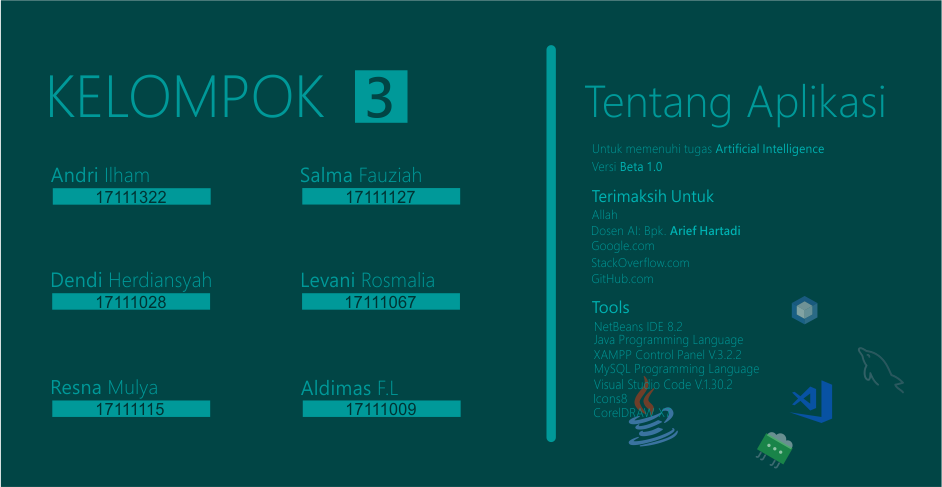 KELOMPOK 3
Andri Ilham
17111322
Salma Fauziah
17111127
Dendi Herdiansyah
17111028
Levani Rosmalia
17111067
Resna Mulya
17111115
Aldimas F.L
17111009
Tentang Aplikasi
Untuk memenuhi tugas Artificial Intelligence
Versi Beta 1.0
Terimaksih Untuk
Allah
Dosen AI: Bpk. Arief Hartadi
Google.com
StackOverflow.com
GitHub.com
Tools
NetBeans IDE 8.2
Java Programming Language
XAMPP Control Panel V.3.2.2
MySQL Programming Language
Visual Studio Code V.1.30.2
Icons8
CorelDRAW